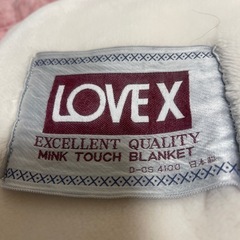 LOVE X
EXCELLENT QUALITY
MINK TOUCH BLANKET